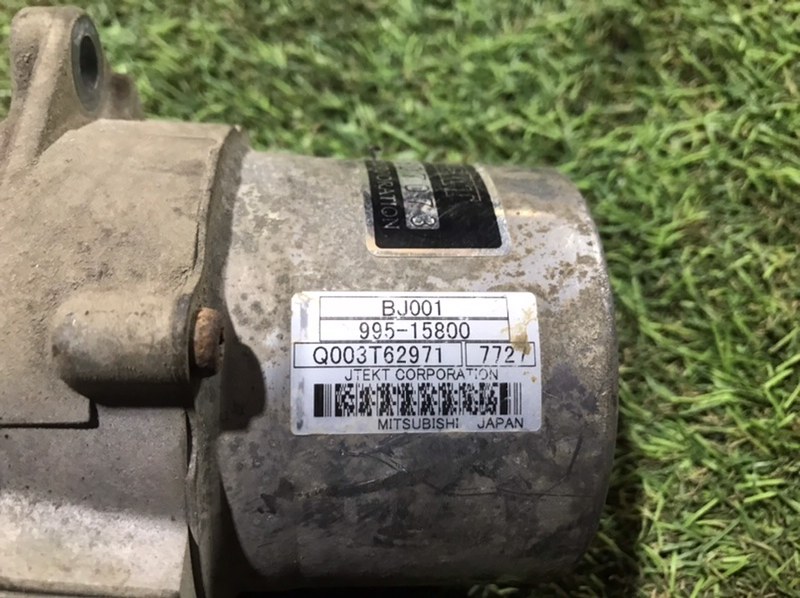 BJ001
995-15800
Q003T62971 7727
JTEKT CORPORATION
MITSUBISHI JAPAN